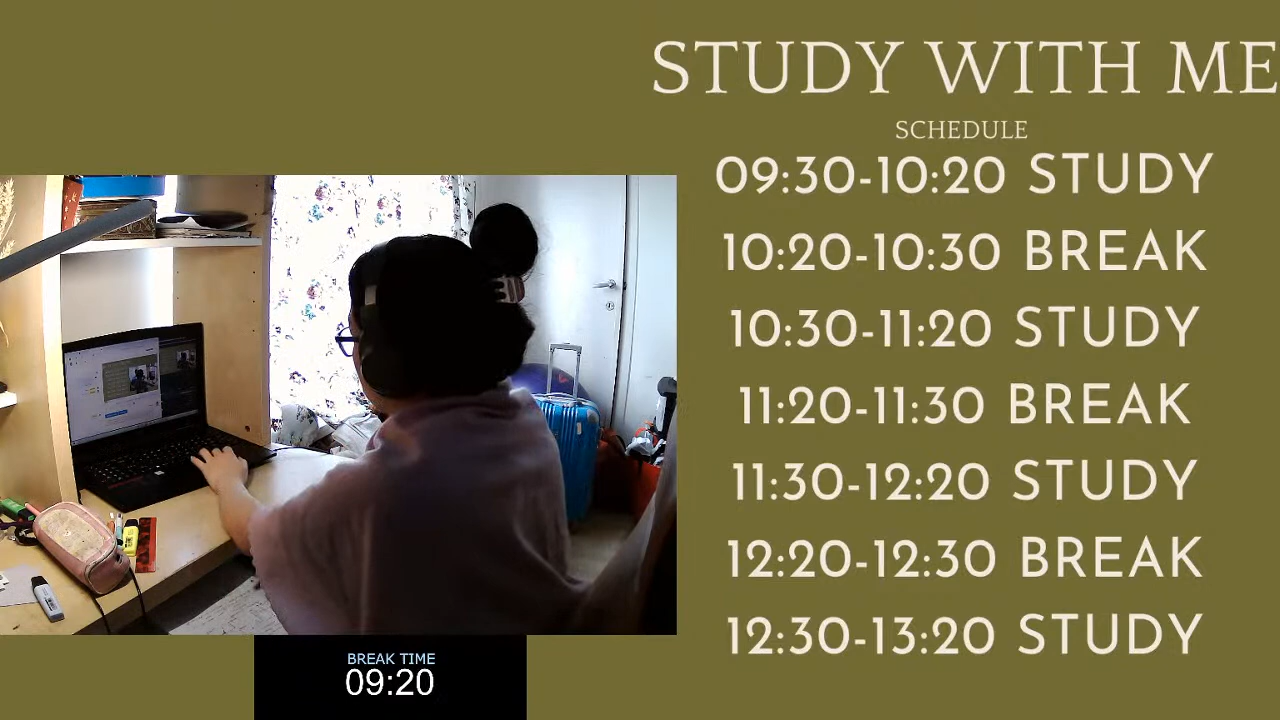 STUDY WITH ME
SCHEDULE
09:30-10:20 STUDY
10:20-10:30 BREAK
10:30-11:20 STUDY
11:20-11:30 BREAK
11:30-12:20 STUDY
12:20-12:30 BREAK
12:30-13:20 STUDY
BREAK TIME
09:20